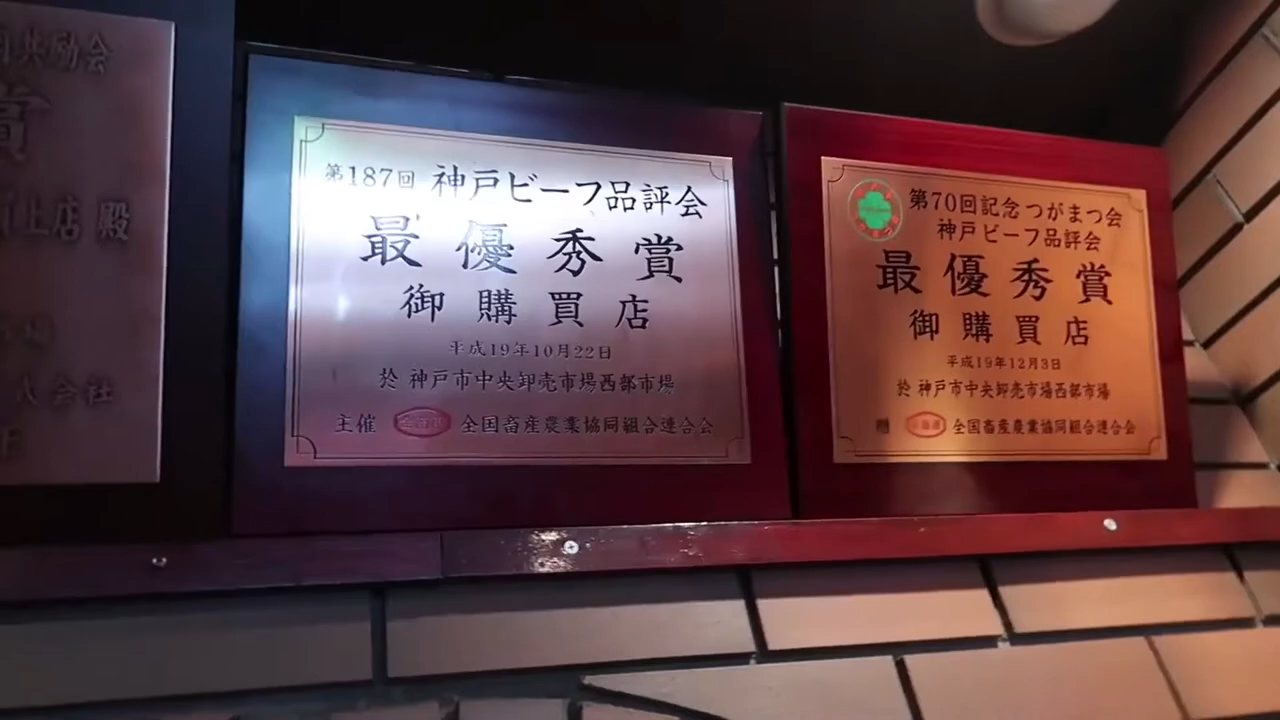 共励会
賞
店 殿
会社
第187回 神戸ビーフ品評会
最優秀賞
御購買店
平成19年10月22日
於 神戸市中央卸売市場西部市場
主催 全国畜産農業協同組合連合会
第70回記念つがまつ会
神戸ビーフ品評会
最優秀賞
御購買店
平成19年12月3日
於 神戸市中央卸売市場西部市場
全国畜産農業協同組合連合会